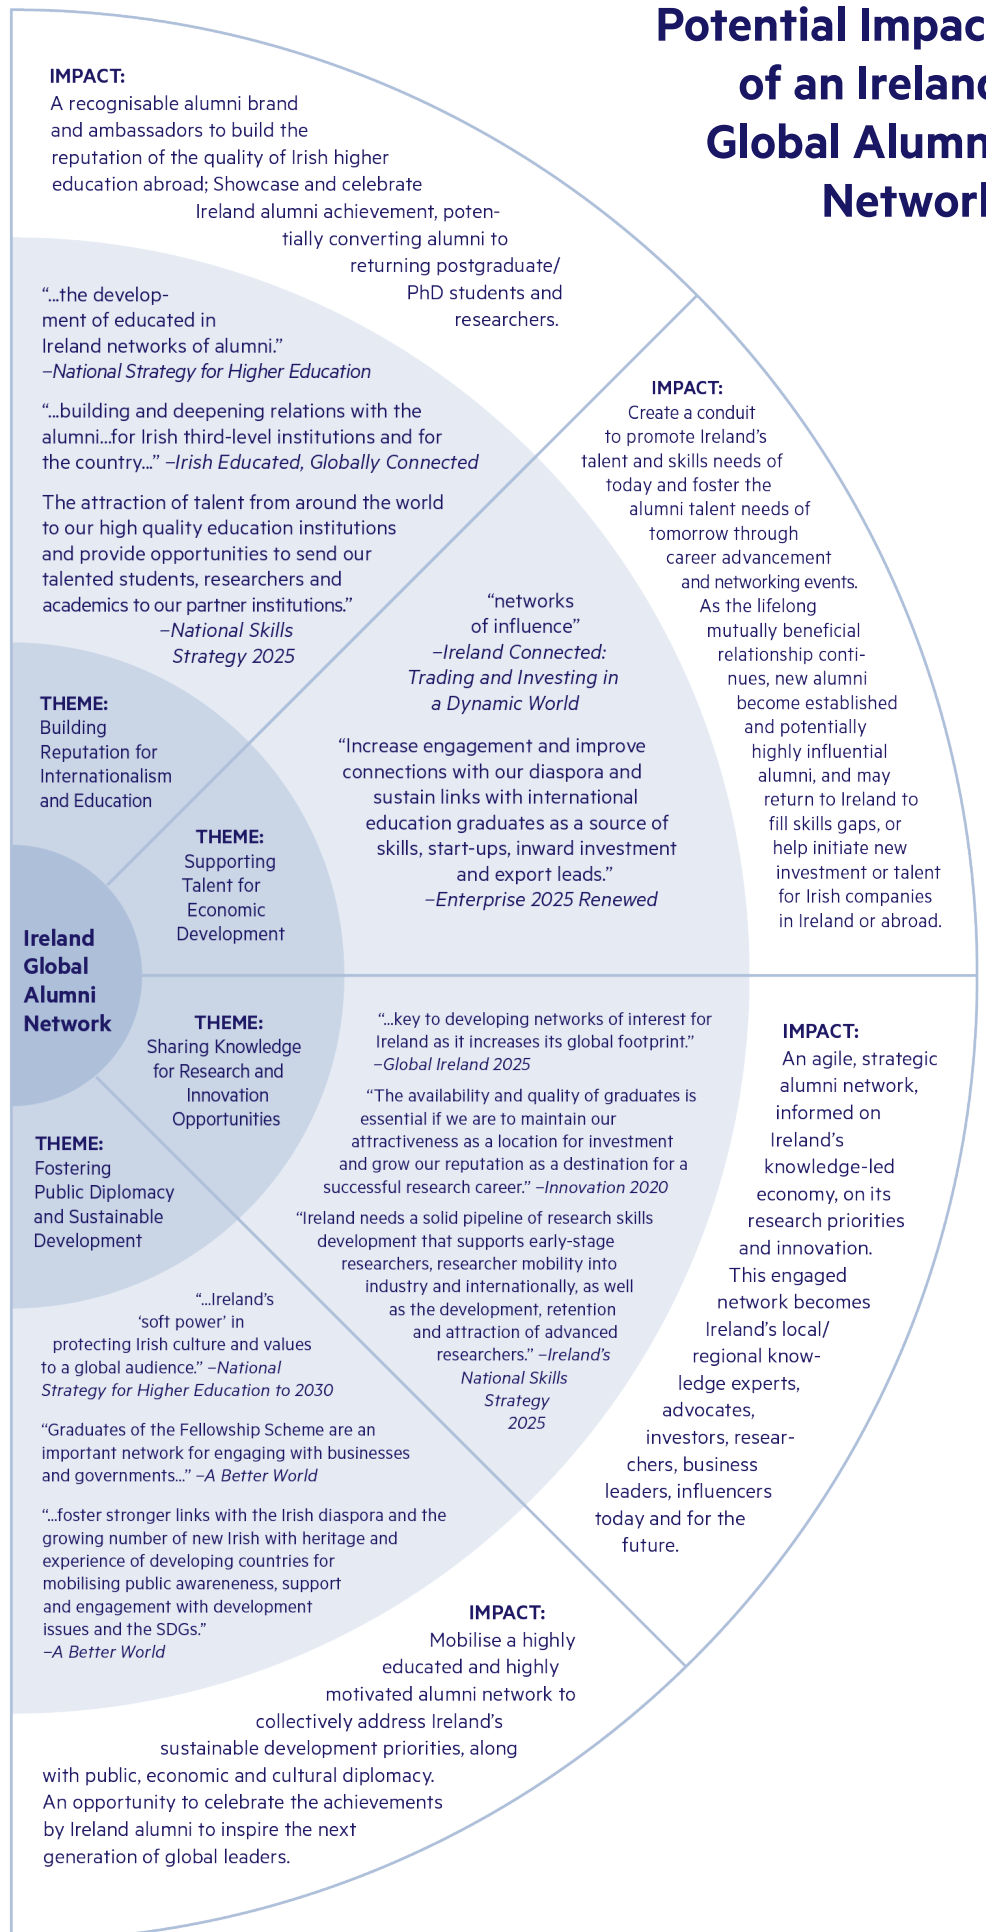 Potential Impac
of an Ireland
Global Alumn
Network
IMPACT:
A recognisable alumni brand
and ambassadors to build the
reputation of the quality of Irish higher
education abroad; Showcase and celebrate
Ireland alumni achievement, poten-
tially converting alumni to
returning postgraduate/
PhD students and
researchers.
“...the develop-
ment of educated in
Ireland networks of alumni.”
–National Strategy for Higher Education
“...building and deepening relations with the
alumni...for Irish third-level institutions and for
the country...” –Irish Educated, Globally Connected
The attraction of talent from around the world
to our high quality education institutions
and provide opportunities to send our
talented students, researchers and
academics to our partner institutions.”
–National Skills
Strategy 2025
THEME:
Building
Reputation for
Internationalism
and Education
IMPACT:
Create a conduit
to promote Ireland’s
talent and skills needs of
today and foster the
alumni talent needs of
tomorrow through
career advancement
and networking events.
As the lifelong
mutually beneficial
relationship conti-
nues, new alumni
become established
and potentially
highly influential
alumni, and may
return to Ireland to
fill skills gaps, or
help initiate new
investment or talent
for Irish companies
in Ireland or abroad.
“networks
of influence”
–Ireland Connected:
Trading and Investing in
a Dynamic World
“Increase engagement and improve
connections with our diaspora and
sustain links with international
education graduates as a source of
skills, start-ups, inward investment
and export leads.”
–Enterprise 2025 Renewed
THEME:
Supporting
Talent for
Economic
Development
Ireland
Global
Alumni
Network
THEME:
Sharing Knowledge
for Research and
Innovation
Opportunities
“...key to developing networks of interest for
Ireland as it increases its global footprint.”
–Global Ireland 2025
“The availability and quality of graduates is
essential if we are to maintain our
attractiveness as a location for investment
and grow our reputation as a destination for a
successful research career.” –Innovation 2020
“Ireland needs a solid pipeline of research skills
development that supports early-stage
researchers, researcher mobility into
industry and internationally, as well
as the development, retention
and attraction of advanced
researchers.” –Ireland’s
National Skills
Strategy
2025
IMPACT:
An agile, strategic
alumni network,
informed on
Ireland’s
knowledge-led
economy, on its
research priorities
and innovation.
This engaged
network becomes
Ireland’s local/
regional know-
ledge experts,
advocates,
investors, resear-
chers, business
leaders, influencers
today and for the
future.
THEME:
Fostering
Public Diplomacy
and Sustainable
Development
“...Ireland’s
‘soft power’ in
protecting Irish culture and values
to a global audience.” –National
Strategy for Higher Education to 2030
“Graduates of the Fellowship Scheme are an
important network for engaging with businesses
and governments...” –A Better World
“...foster stronger links with the Irish diaspora and the
growing number of new Irish with heritage and
experience of developing countries for
mobilising public awareneness, support
and engagement with development
issues and the SDGs.”
–A Better World
IMPACT:
Mobilise a highly
educated and highly
motivated alumni network to
collectively address Ireland’s
sustainable development priorities, along
with public, economic and cultural diplomacy.
An opportunity to celebrate the achievements
by Ireland alumni to inspire the next
generation of global leaders.